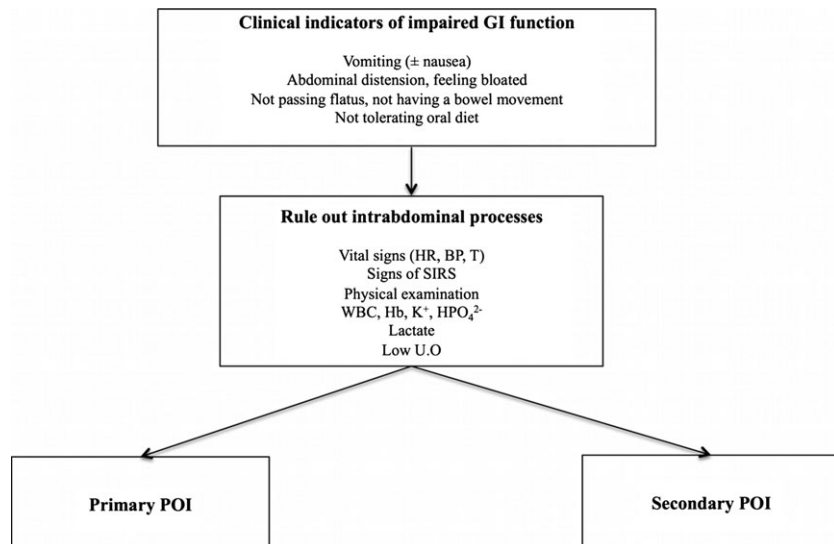 Clinical indicators of impaired GI function
Vomiting (± nausea)
Abdominal distension, feeling bloated
Not passing flatus, not having a bowel movement
Not tolerating oral diet
Rule out intrabdominal processes
Vital signs (HR, BP, T)
Signs of SIRS
Physical examination
WBC, Hb, K⁺, HPO₄²⁻
Lactate
Low U.O
Primary POI
Secondary POI